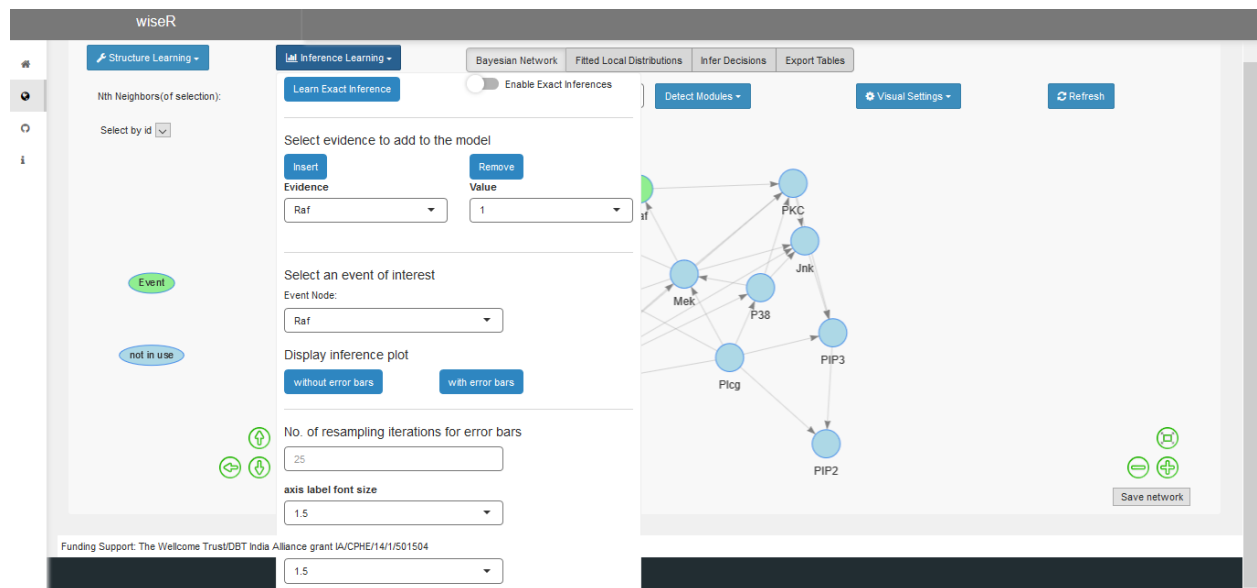 wiseR
Structure Learning
Inference Learning
Bayesian Network
Fitted Local Distributions
Infer Decisions
Export Tables
Nth Neighbors(of selection):
Learn Exact Inference
Enable Exact Inferences
Detect Modules
Visual Settings
Refresh
Select by id
Select evidence to add to the model
Insert
Remove
Evidence
Value
Raf
1
Select an event of interest
Event Node:
Raf
Display inference plot
without error bars
with error bars
No. of resampling iterations for error bars
25
axis label font size
1.5
1.5
Event
not in use
af
PKC
Jnk
Mek
P38
PIP3
Plcg
PIP2
Save network
Funding Support: The Wellcome Trust/DBT India Alliance grant IA/CPHE/14/1/501504